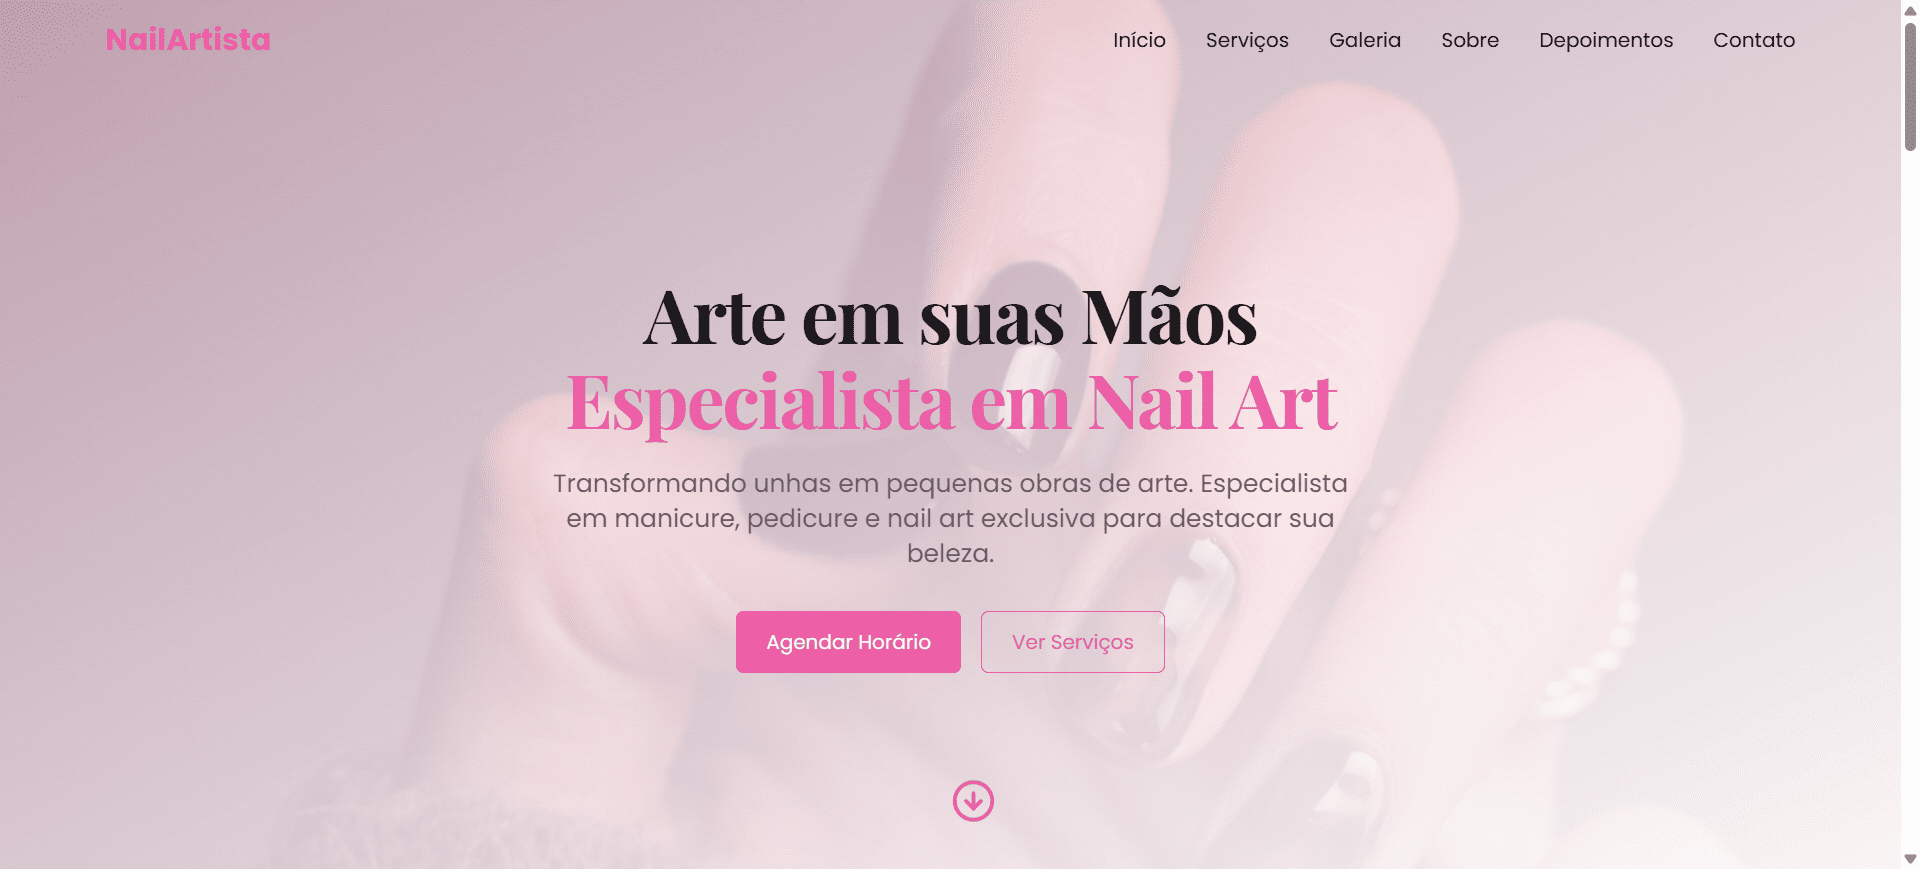 NailArtista
Início Serviços Galeria Sobre Depoimentos Contato
Arte em suas Mãos
Especialista em Nail Art
Transformando unhas em pequenas obras de arte. Especialista
em manicure, pedicure e nail art exclusiva para destacar sua
beleza.
Agendar Horário Ver Serviços